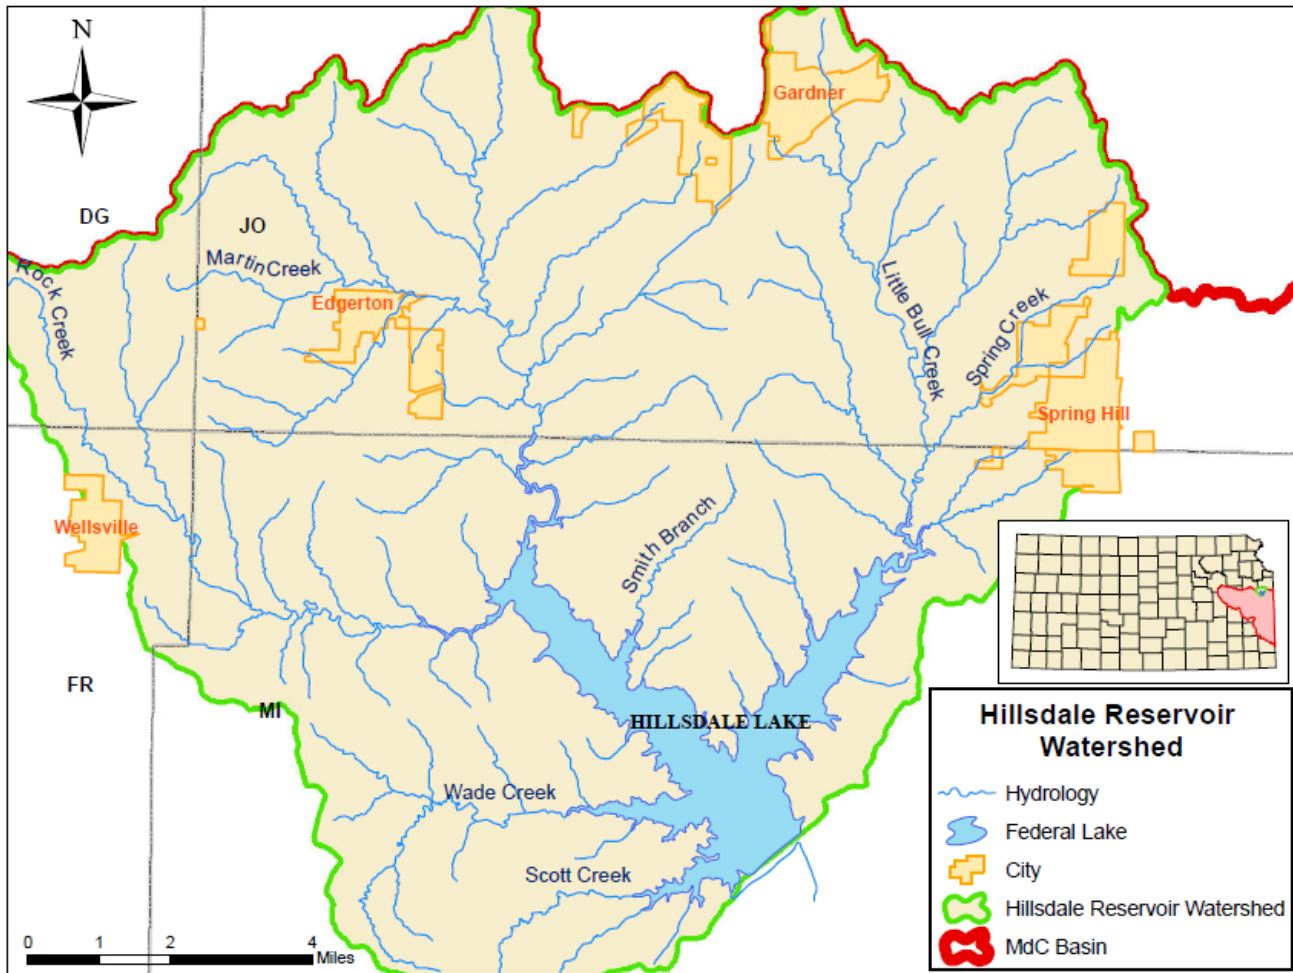 N
Gardner
DG
JO
Martin Creek
Rock Creek
Edgerton
Little Bull Creek
Spring Creek
Spring Hill
Wellsville
Smith Branch
FR
MI
HILLSDALE LAKE
Wade Creek
Scott Creek
0 1 2 4
Miles
Hillsdale Reservoir
Watershed
Hydrology
Federal Lake
City
Hillsdale Reservoir Watershed
MdC Basin